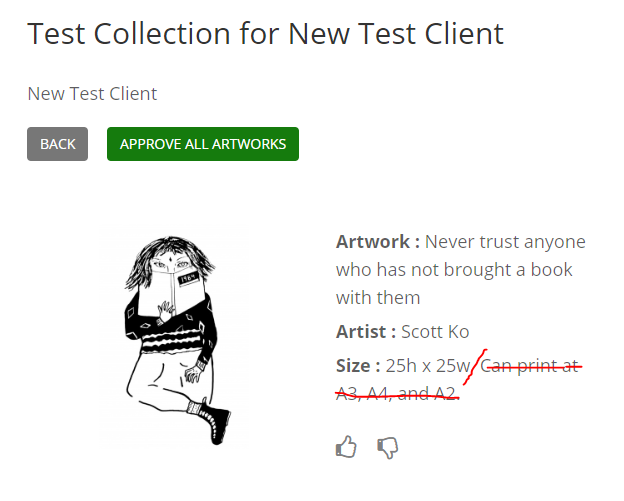 Test Collection for New Test Client
New Test Client
BACK
APPROVE ALL ARTWORKS
1984
Artwork : Never trust anyone
who has not brought a book
with them
Artist : Scott Ko
Size : 25h x 25w, Can print at
A3, A4, and A2.